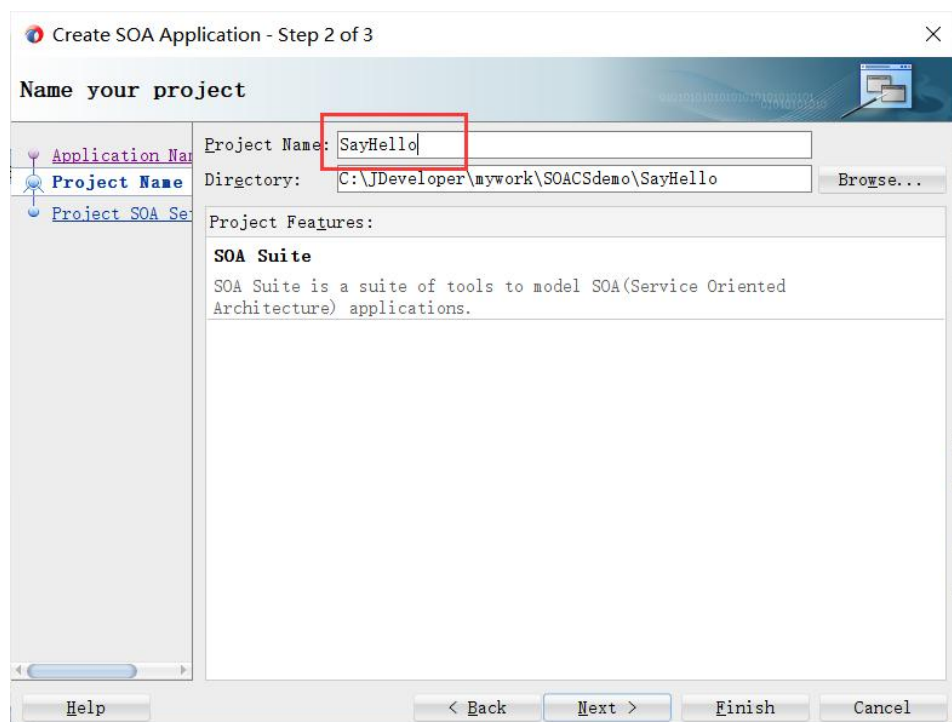 Create SOA Application - Step 2 of 3
Name your project
Application Nam
Project Name
Project SOA Set
Project Name: SayHello
Directory: C:\JDeveloper\mywork\SOACSdemo\SayHello Browse...
Project Features:
SOA Suite
SOA Suite is a suite of tools to model SOA(Service Oriented
Architecture) applications.
Help < Back Next > Finish Cancel